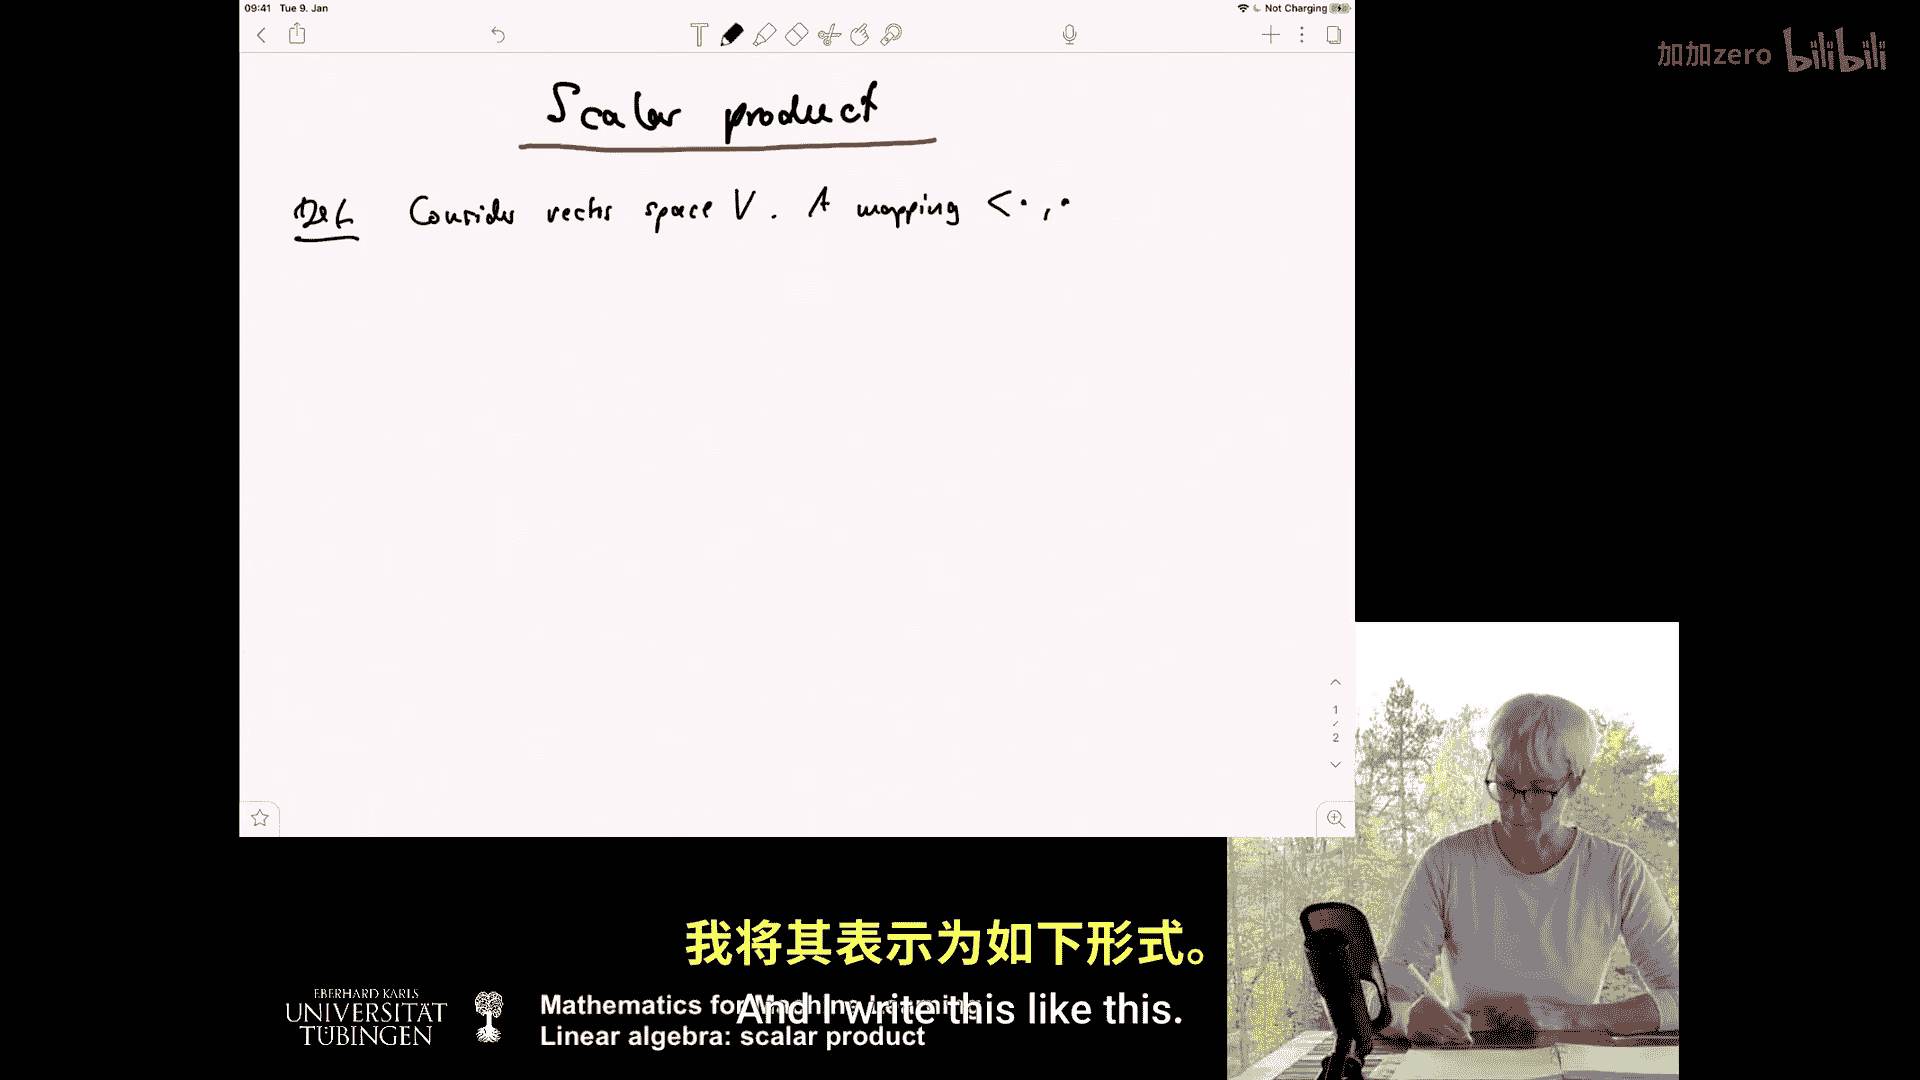 09:41 Tue 9. Jan
Not Charging
加加zero bilibili
Scalar product
Def Consider vector space V. A mapping <·,·
1
2
我将其表示为如下形式。
And I write this like this.
EBERHARD KARLS
UNIVERSITÄT
TÜBINGEN
Mathematics for Machine Learning
Linear algebra: scalar product